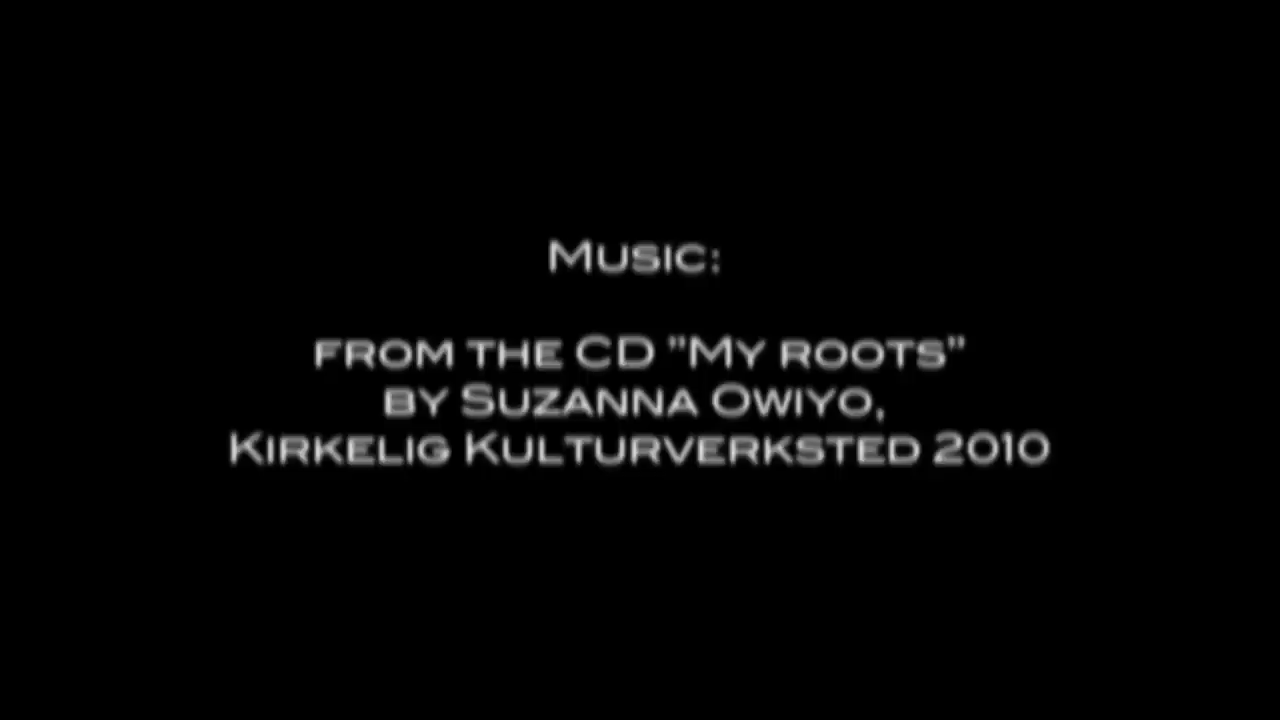 Music:
from the CD "My roots"
by Suzanna Owiyo,
Kirkelig Kulturverksted 2010